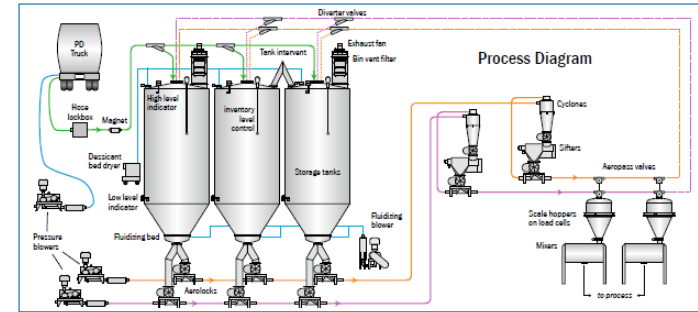 Diverter valves
PD
Truck
Exhaust fan
Tank intervent
Bin vent filter
Process Diagram
High level
indicator
inventory
level
control
Cyclones
Hose
lockbox
Magnet
Sifters
Dessicant
bed dryer
Storage tanks
Aeropass valves
Low level
indicator
Fluidizing
blower
Scale hoppers
on load cells
Pressure
blowers
Fluidizing bed
Mixers
Aerolocks
to process